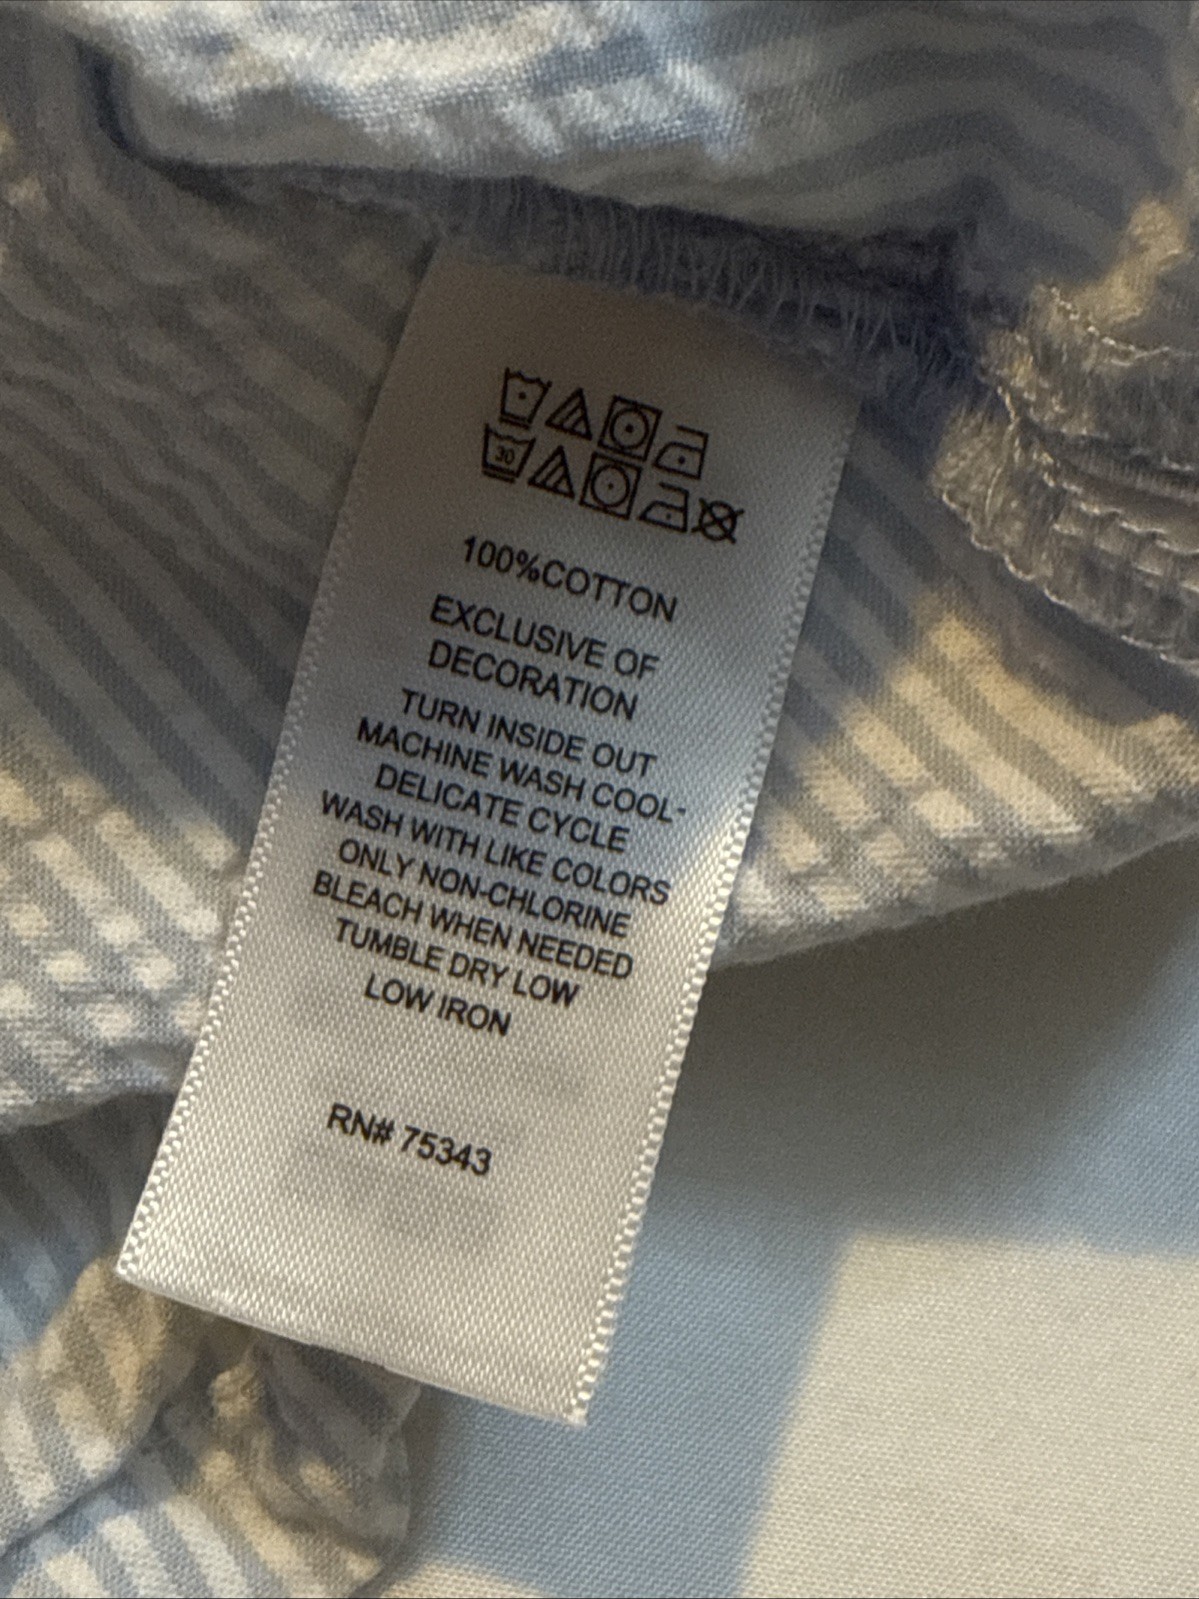 30
100%COTTON
EXCLUSIVE OF
DECORATION
TURN INSIDE OUT
MACHINE WASH COOL-
DELICATE CYCLE
WASH WITH LIKE COLORS
ONLY NON-CHLORINE
BLEACH WHEN NEEDED
TUMBLE DRY LOW
LOW IRON
RN# 75343